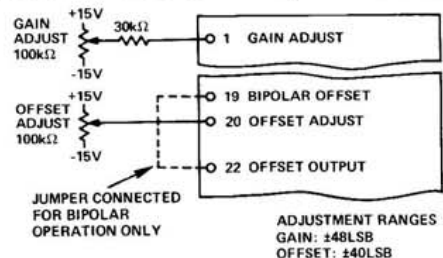 +15V
GAIN
ADJUST
100kΩ
30kΩ
1 GAIN ADJUST
-15V
+15V
OFFSET
ADJUST
100kΩ
-15V
19 BIPOLAR OFFSET
20 OFFSET ADJUST
22 OFFSET OUTPUT
JUMPER CONNECTED
FOR BIPOLAR
OPERATION ONLY
ADJUSTMENT RANGES
GAIN: ±48LSB
OFFSET: ±40LSB